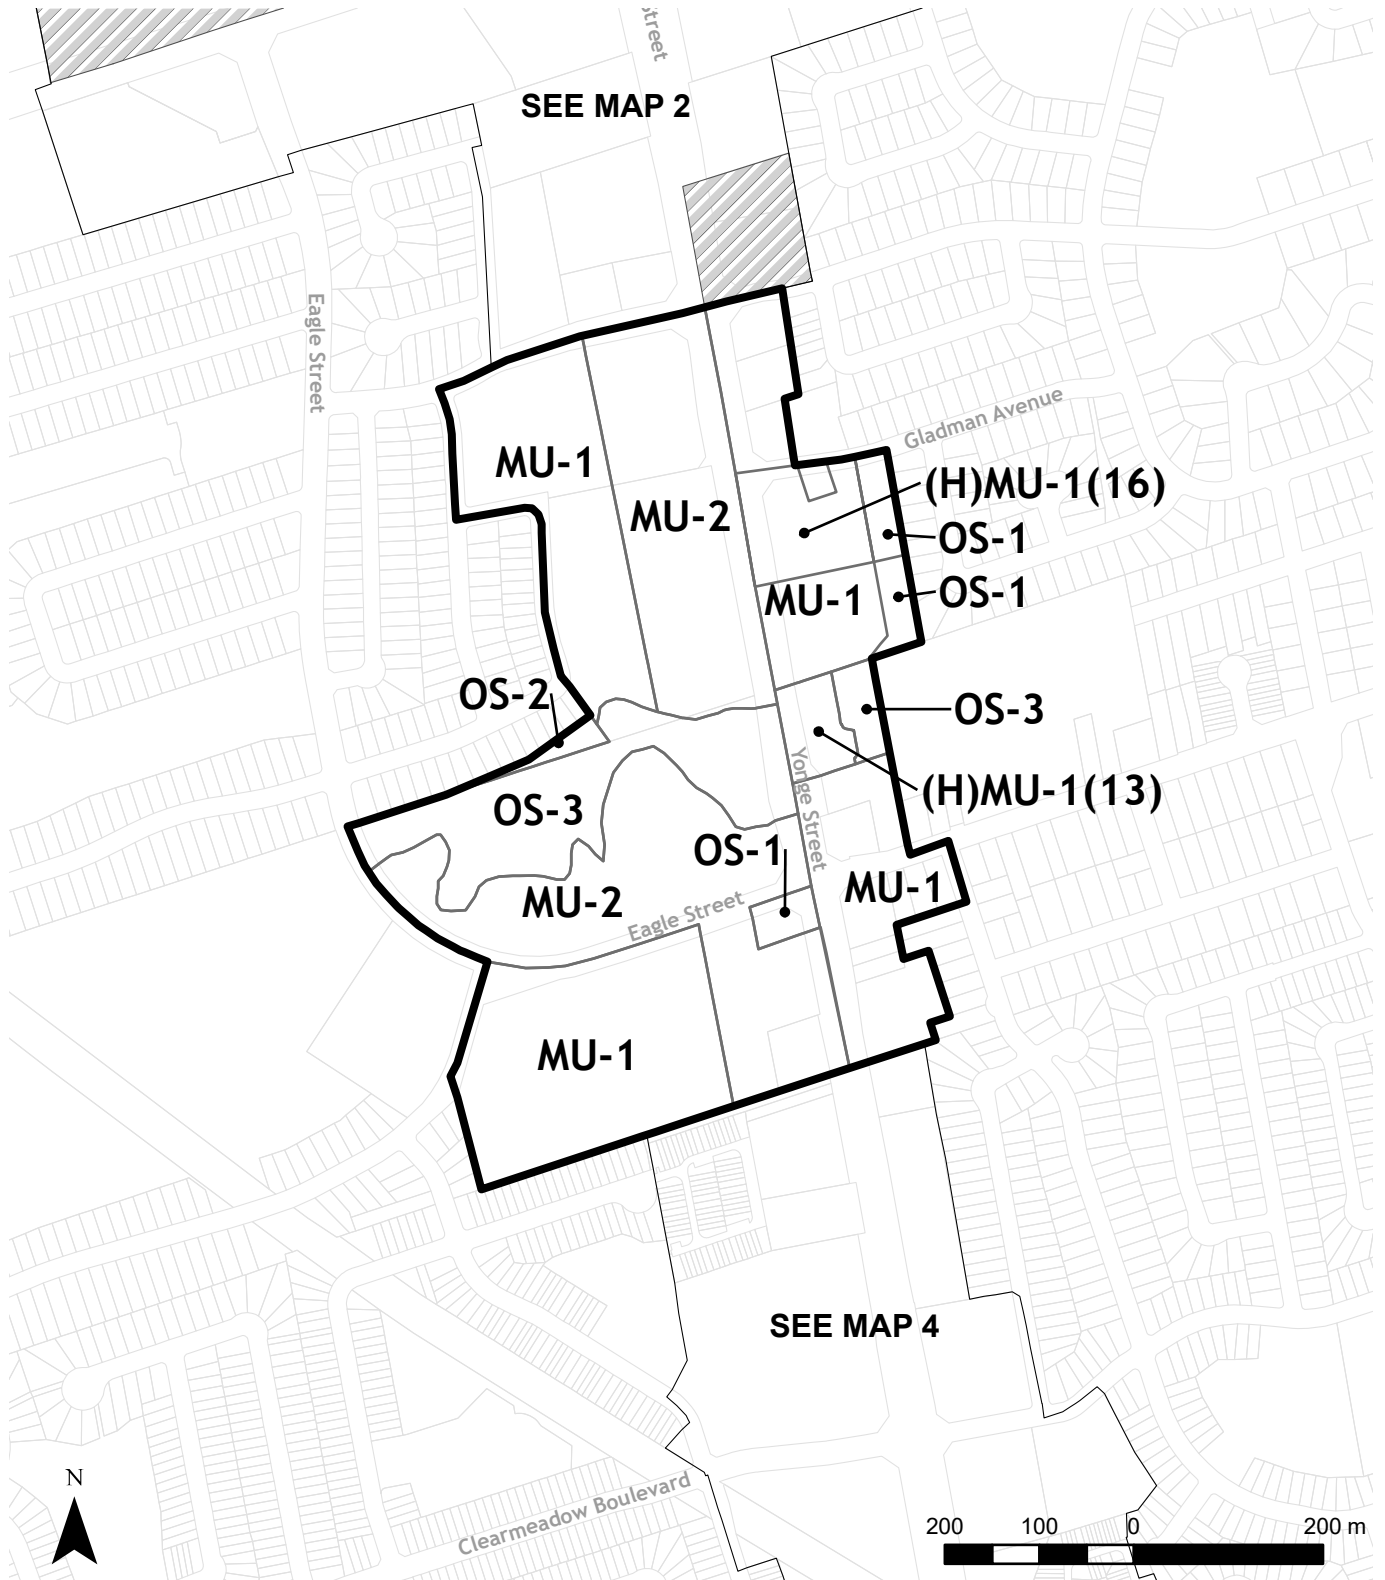 Street
SEE MAP 2
Eagle Street
Gladman Avenue
MU-1
(H)MU-1(16)
MU-2
OS-1
OS-1
MU-1
OS-2
OS-3
Yonge Street
(H)MU-1(13)
OS-3
OS-1
MU-1
MU-2
Eagle Street
MU-1
SEE MAP 4
Clearmeadow Boulevard
N
200 100 0 200 m